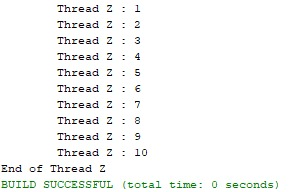 Thread Z : 1
Thread Z : 2
Thread Z : 3
Thread Z : 4
Thread Z : 5
Thread Z : 6
Thread Z : 7
Thread Z : 8
Thread Z : 9
Thread Z : 10
End of Thread Z
BUILD SUCCESSFUL (total time: 0 seconds)